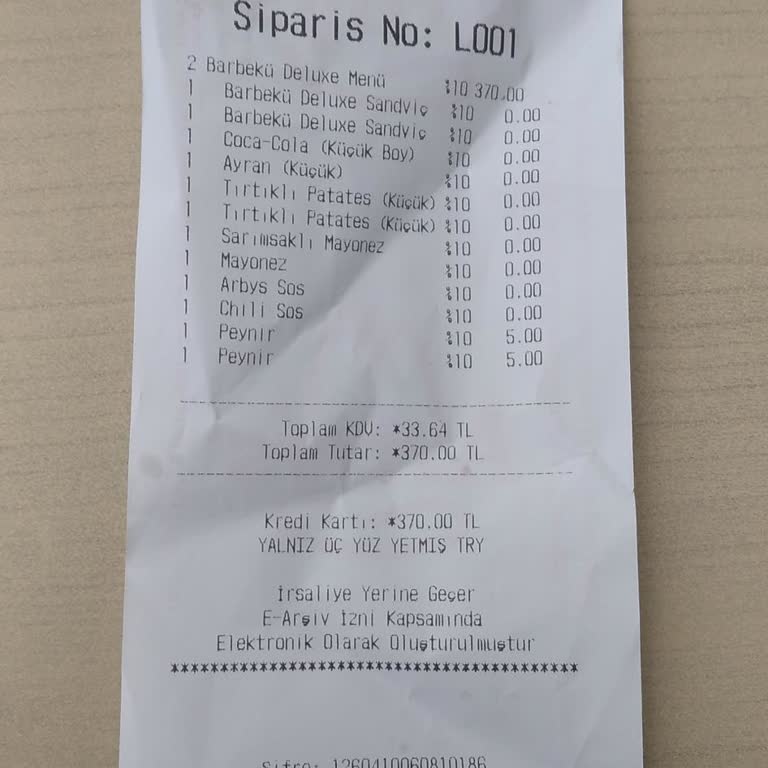 Siparis No: L001
2 Barbekü Deluxe Menü %10 370.00
1 Barbekü Deluxe Sandviç %10 0.00
1 Barbekü Deluxe Sandviç %10 0.00
1 Coca-Cola (Küçük Boy) %10 0.00
1 Ayran (Küçük) %10 0.00
1 Tırtıklı Patates (Küçük) %10 0.00
1 Tırtıklı Patates (Küçük) %10 0.00
1 Sarımsaklı Mayonez %10 0.00
1 Mayonez %10 0.00
1 Arbys Sos %10 0.00
1 Chili Sos %10 0.00
1 Peynir %10 5.00
1 Peynir %10 5.00
Toplam KDV: *33.64 TL
Toplam Tutar: *370.00 TL
Kredi Kartı: *370.00 TL
YALNIZ ÜÇ YÜZ YETMİŞ TRY
İrsaliye Yerine Geçer
E-Arşiv İzni Kapsamında
Elektronik Olarak Oluşturulmuştur
*****************************************
Şifre: 1260410060810186